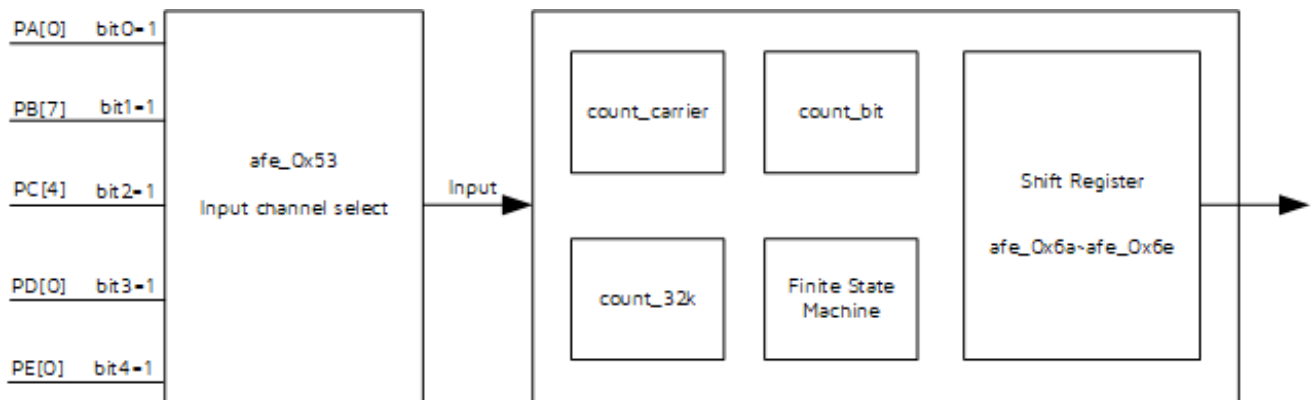 PA[0] bit0=1
PB[7] bit1=1
PC[4] bit2=1
PD[0] bit3=1
PE[0] bit4=1
afe_0x53
Input channel select
Input
count_carrier
count_bit
count_32k
Finite State
Machine
Shift Register
afe_0x6a~afe_0x6e